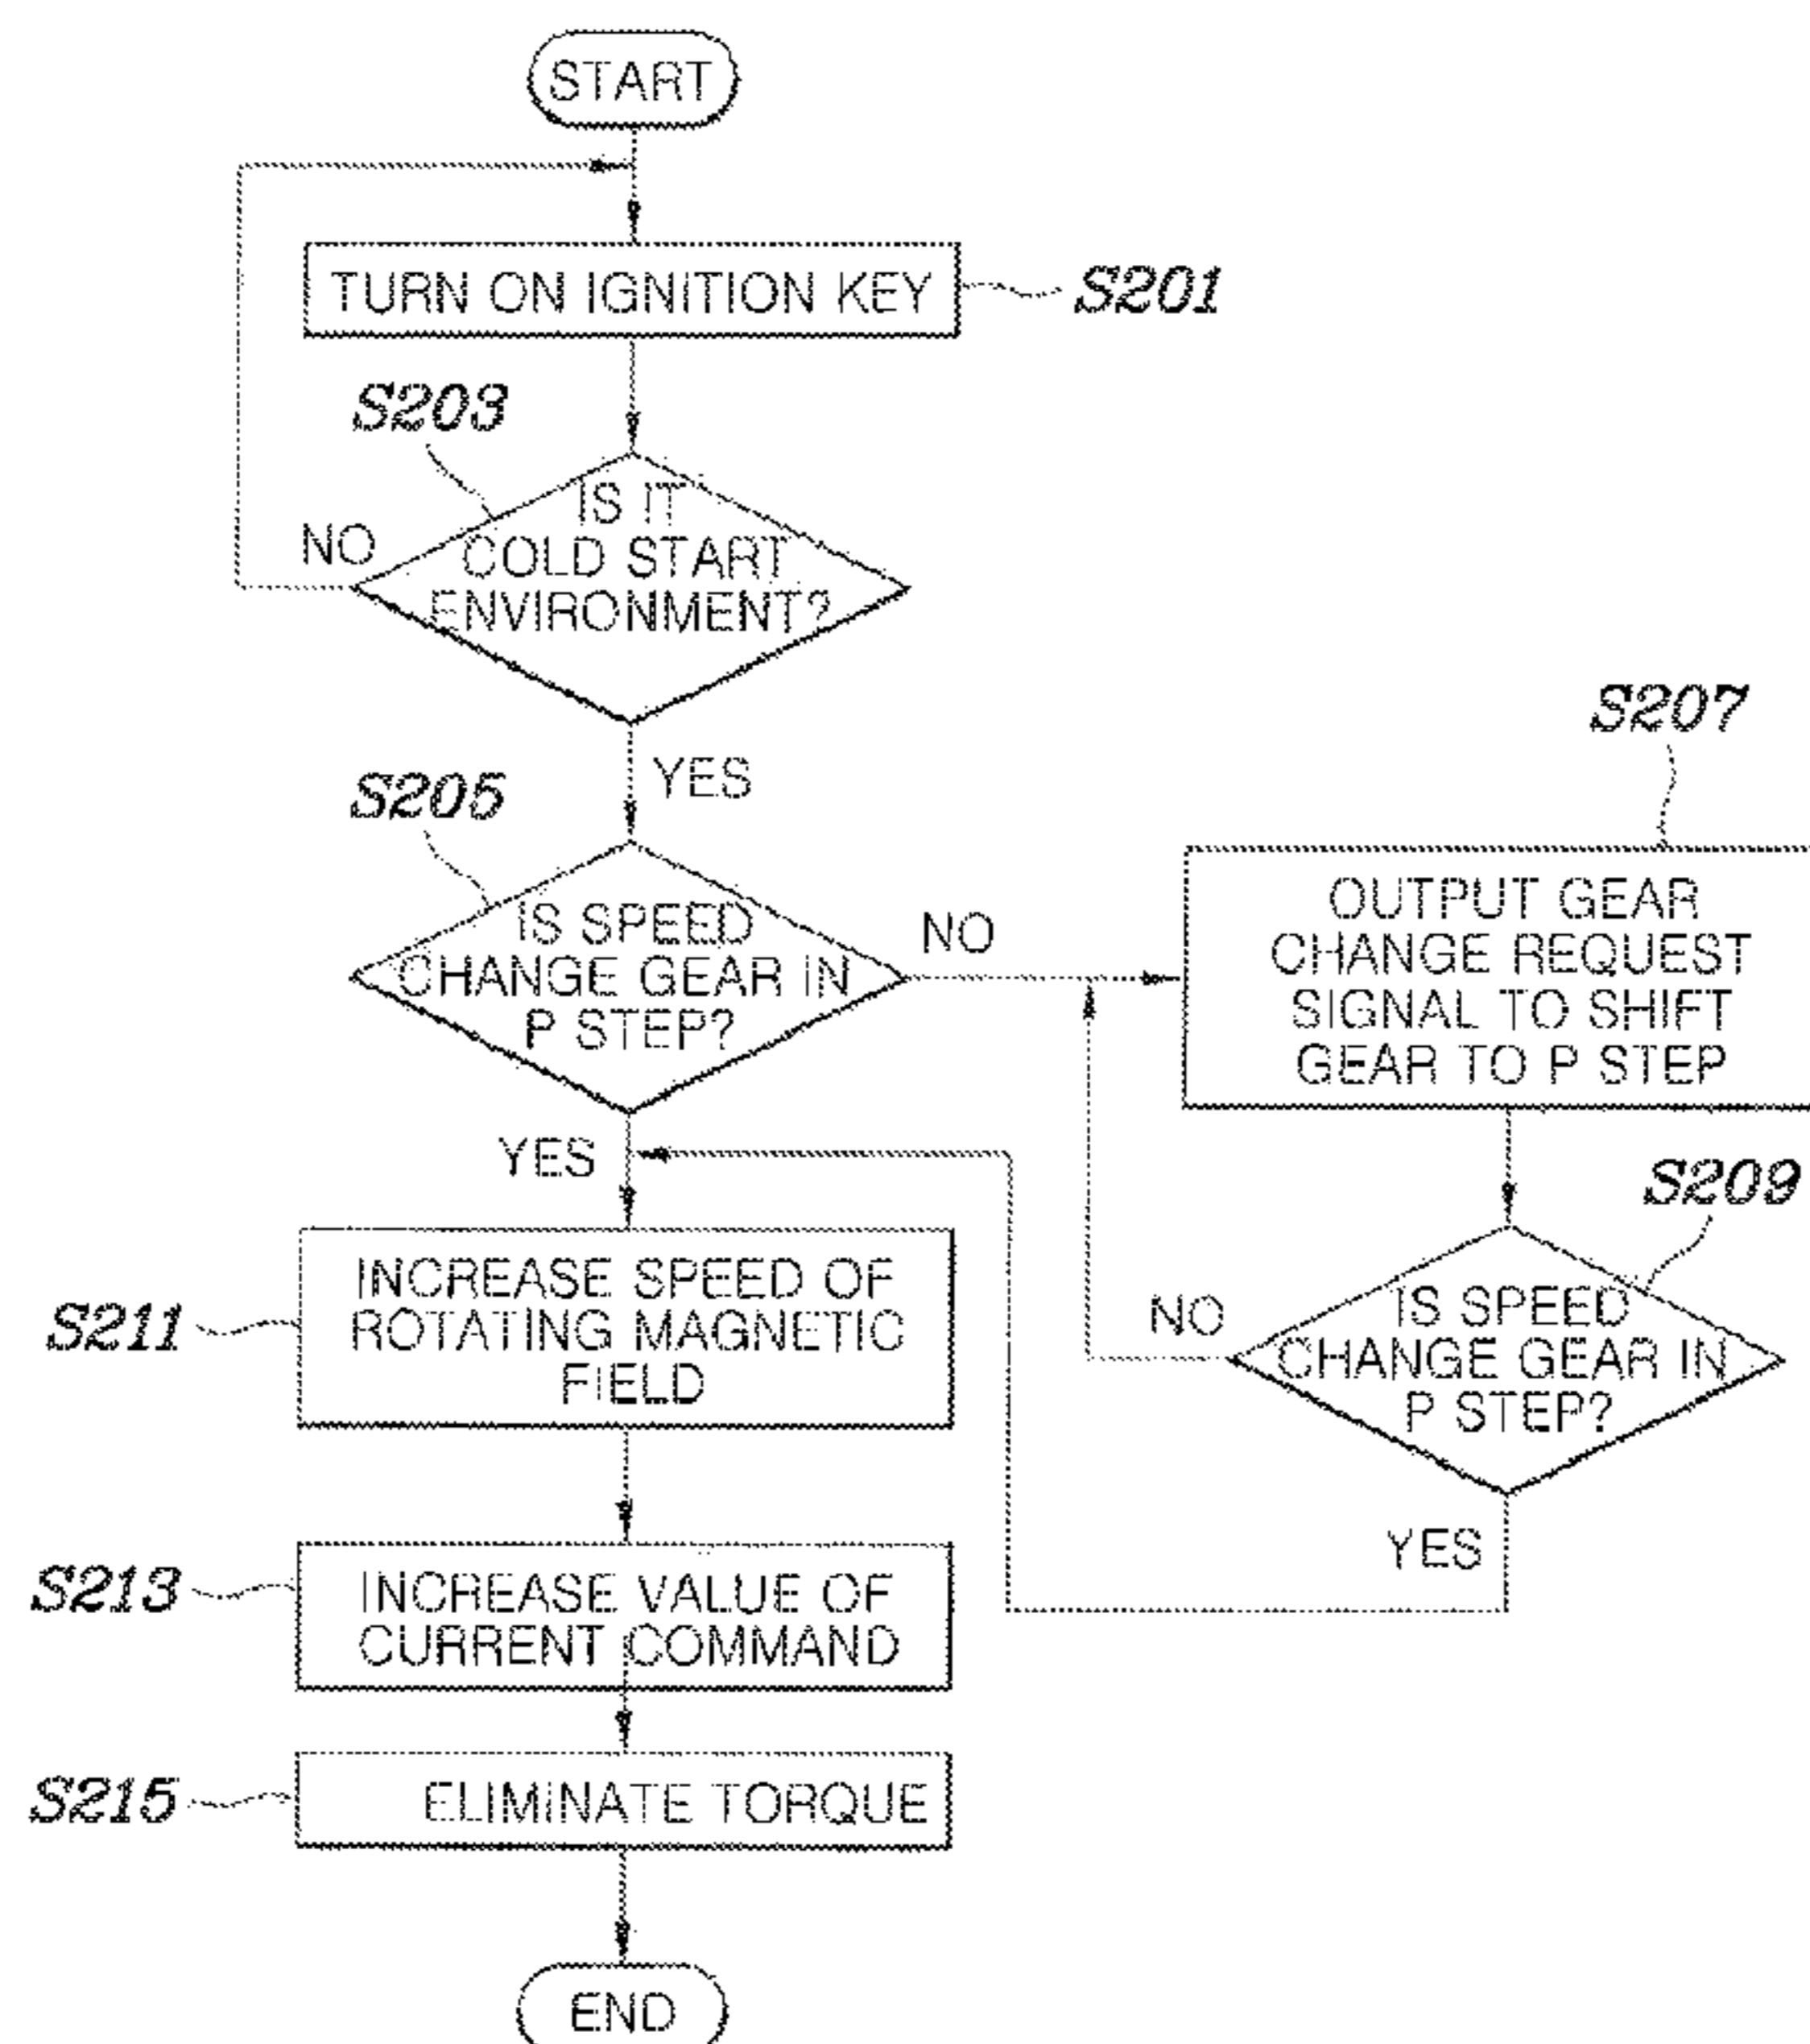 START
TURN ON IGNITION KEY
S201
S203
IS IT
COLD START
ENVIRONMENT?
NO
YES
S205
IS SPEED
CHANGE GEAR IN
P STEP?
NO
S207
OUTPUT GEAR
CHANGE REQUEST
SIGNAL TO SHIFT
GEAR TO P STEP
S209
IS SPEED
CHANGE GEAR IN
P STEP?
NO
YES
YES
S211
INCREASE SPEED OF
ROTATING MAGNETIC
FIELD
S213
INCREASE VALUE OF
CURRENT COMMAND
S215
ELIMINATE TORQUE
END